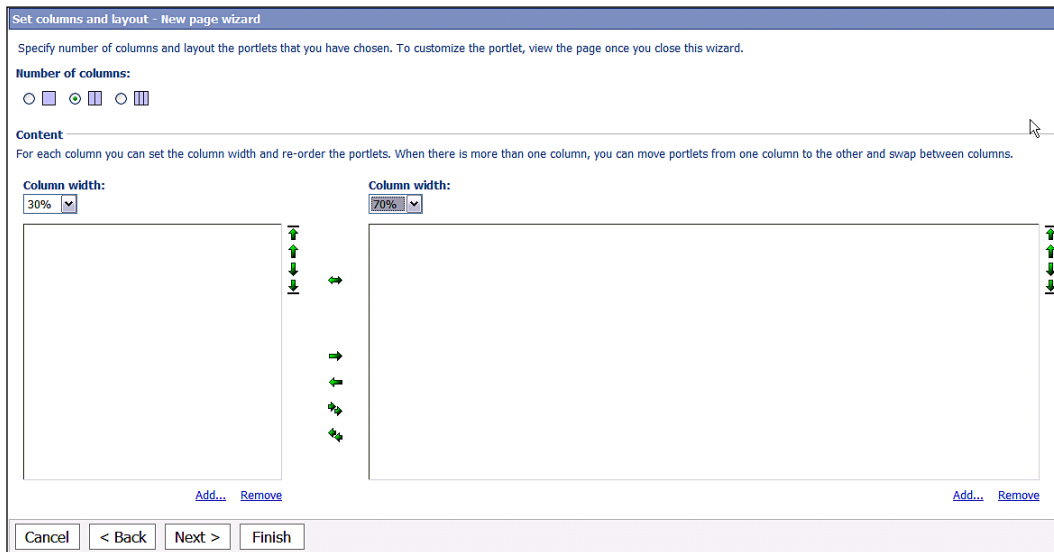 Set columns and layout - New page wizard
Specify number of columns and layout the portlets that you have chosen. To customize the portlet, view the page once you close this wizard.
Number of columns:
Content
For each column you can set the column width and re-order the portlets. When there is more than one column, you can move portlets from one column to the other and swap between columns.
Column width: Column width:
30% 70%
Add... Remove Add... Remove
Cancel < Back Next > Finish